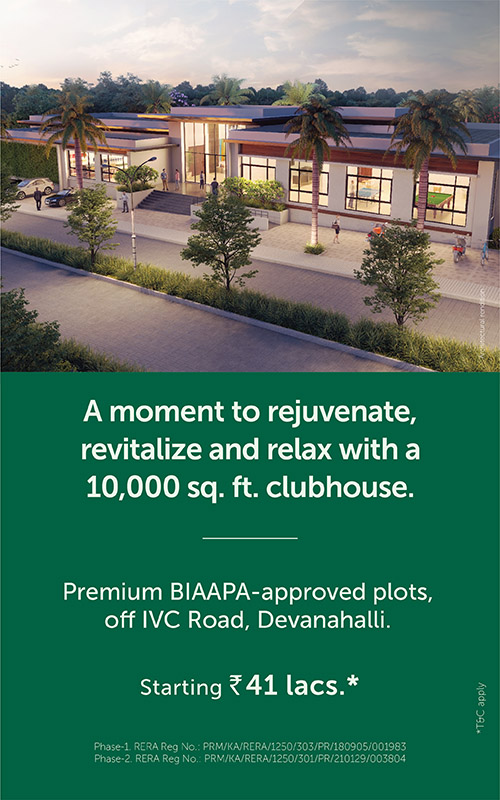 A moment to rejuvenate,
revitalize and relax with a
10,000 sq. ft. clubhouse.
Premium BIAAPA-approved plots,
off IVC Road, Devanahalli.
Starting ₹41 lacs.*
*T&C apply
Phase-1. RERA Reg No.: PRM/KA/RERA/1250/303/PR/180905/001983
Phase-2. RERA Reg No.: PRM/KA/RERA/1250/301/PR/210129/003804